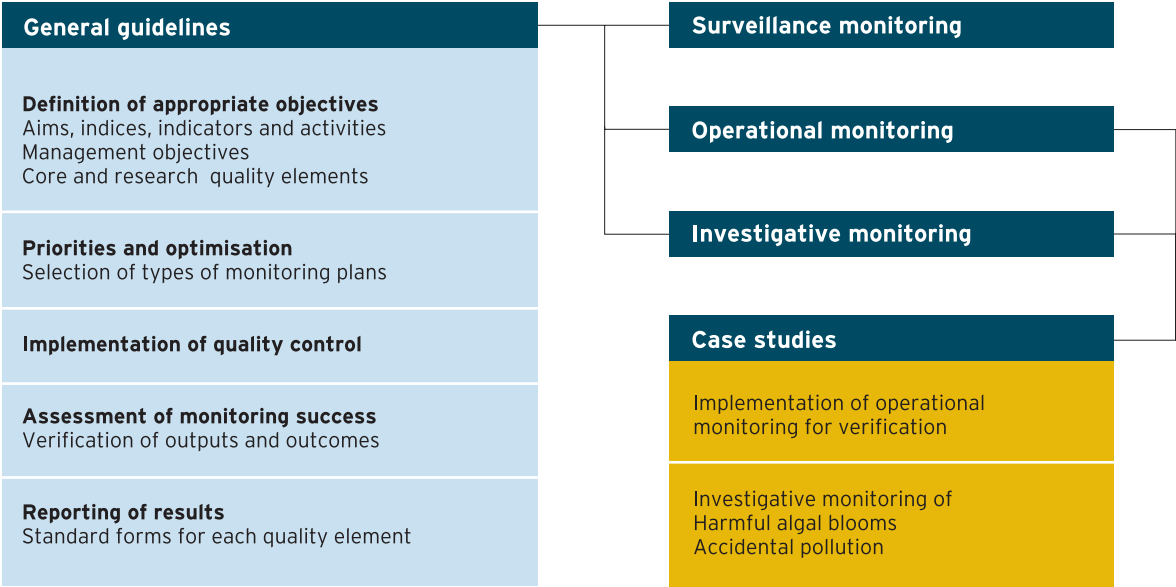 General guidelines
Definition of appropriate objectives
Aims, indices, indicators and activities
Management objectives
Core and research quality elements
Priorities and optimisation
Selection of types of monitoring plans
Implementation of quality control
Assessment of monitoring success
Verification of outputs and outcomes
Reporting of results
Standard forms for each quality element
Surveillance monitoring
Operational monitoring
Investigative monitoring
Case studies
Implementation of operational
monitoring for verification
Investigative monitoring of
Harmful algal blooms
Accidental pollution